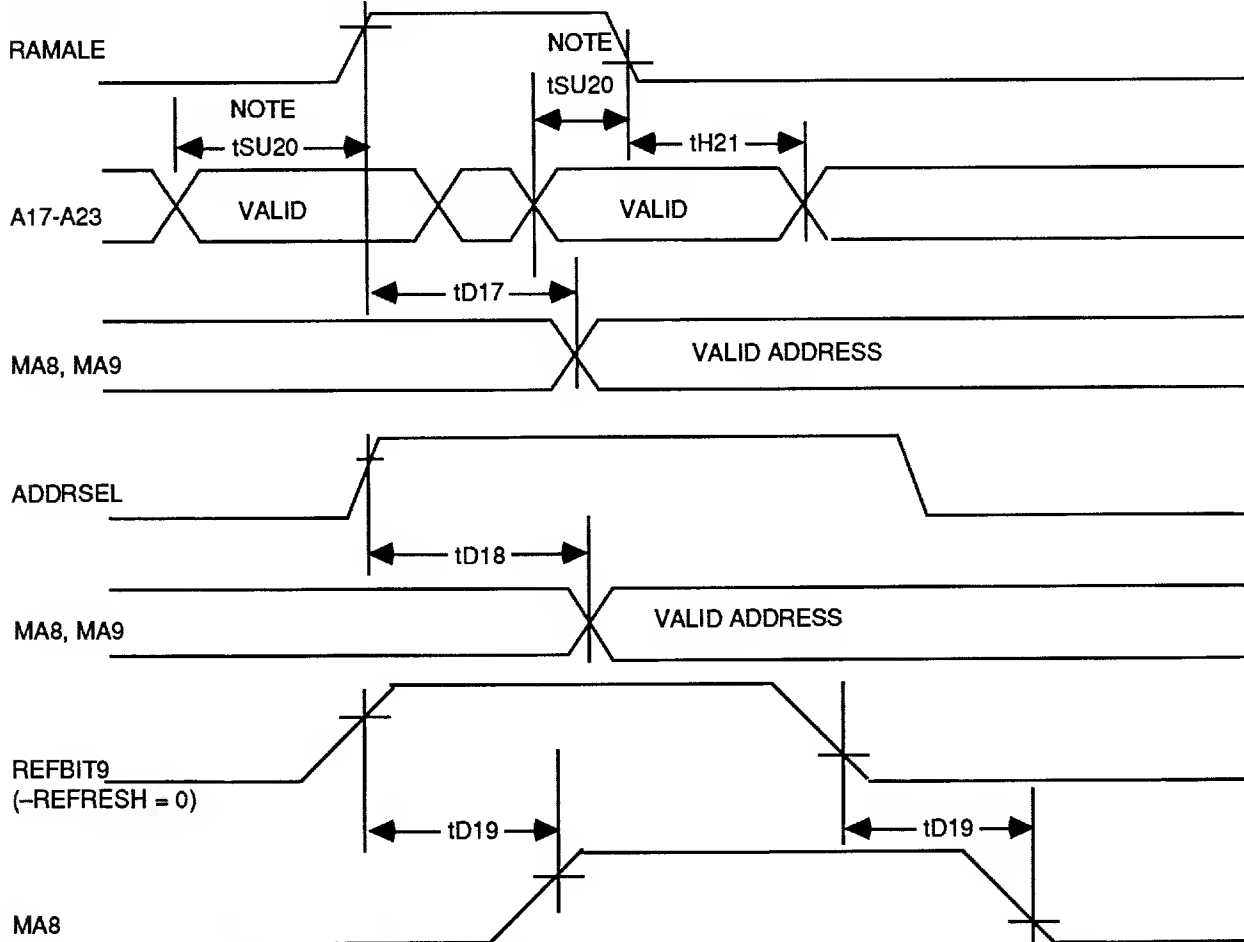 RAMALE
NOTE
tSU20
NOTE
tSU20
tH21
A17-A23
VALID
VALID
tD17
MA8, MA9
VALID ADDRESS
ADDRSEL
tD18
MA8, MA9
VALID ADDRESS
REFBIT9
(–REFRESH = 0)
tD19
tD19
MA8